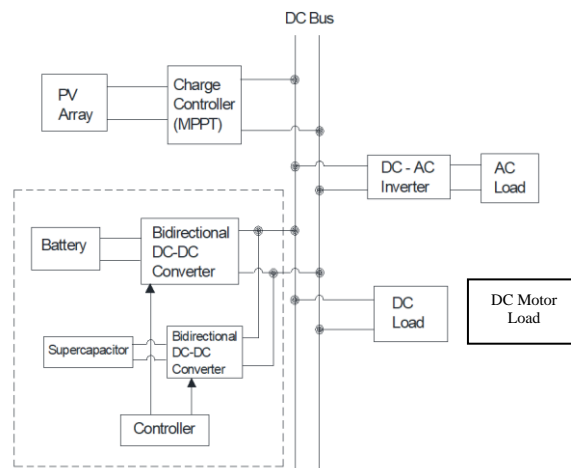 DC Bus
PV
Array
Charge
Controller
(MPPT)
DC - AC
Inverter
AC
Load
Battery
Bidirectional
DC-DC
Converter
DC
Load
DC Motor
Load
Supercapacitor
Bidirectional
DC-DC
Converter
Controller